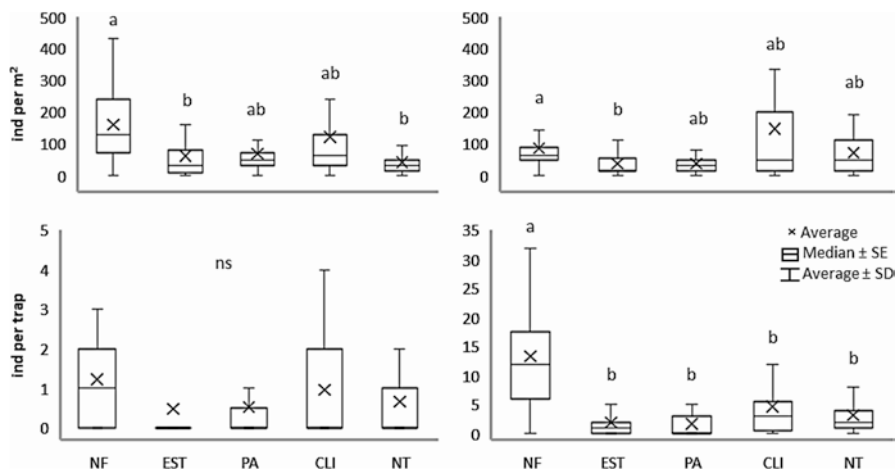 500
400
300
200
100
0
ind per m²
a
b
ab
ab
b
500
400
300
200
100
0
a
b
ab
ab
ab
5
4
3
2
1
0
ind per trap
ns
NF
EST
PA
CLI
NT
35
30
25
20
15
10
5
0
a
b
b
b
b
× Average
Median ± SE
Average ± SD
NF
EST
PA
CLI
NT